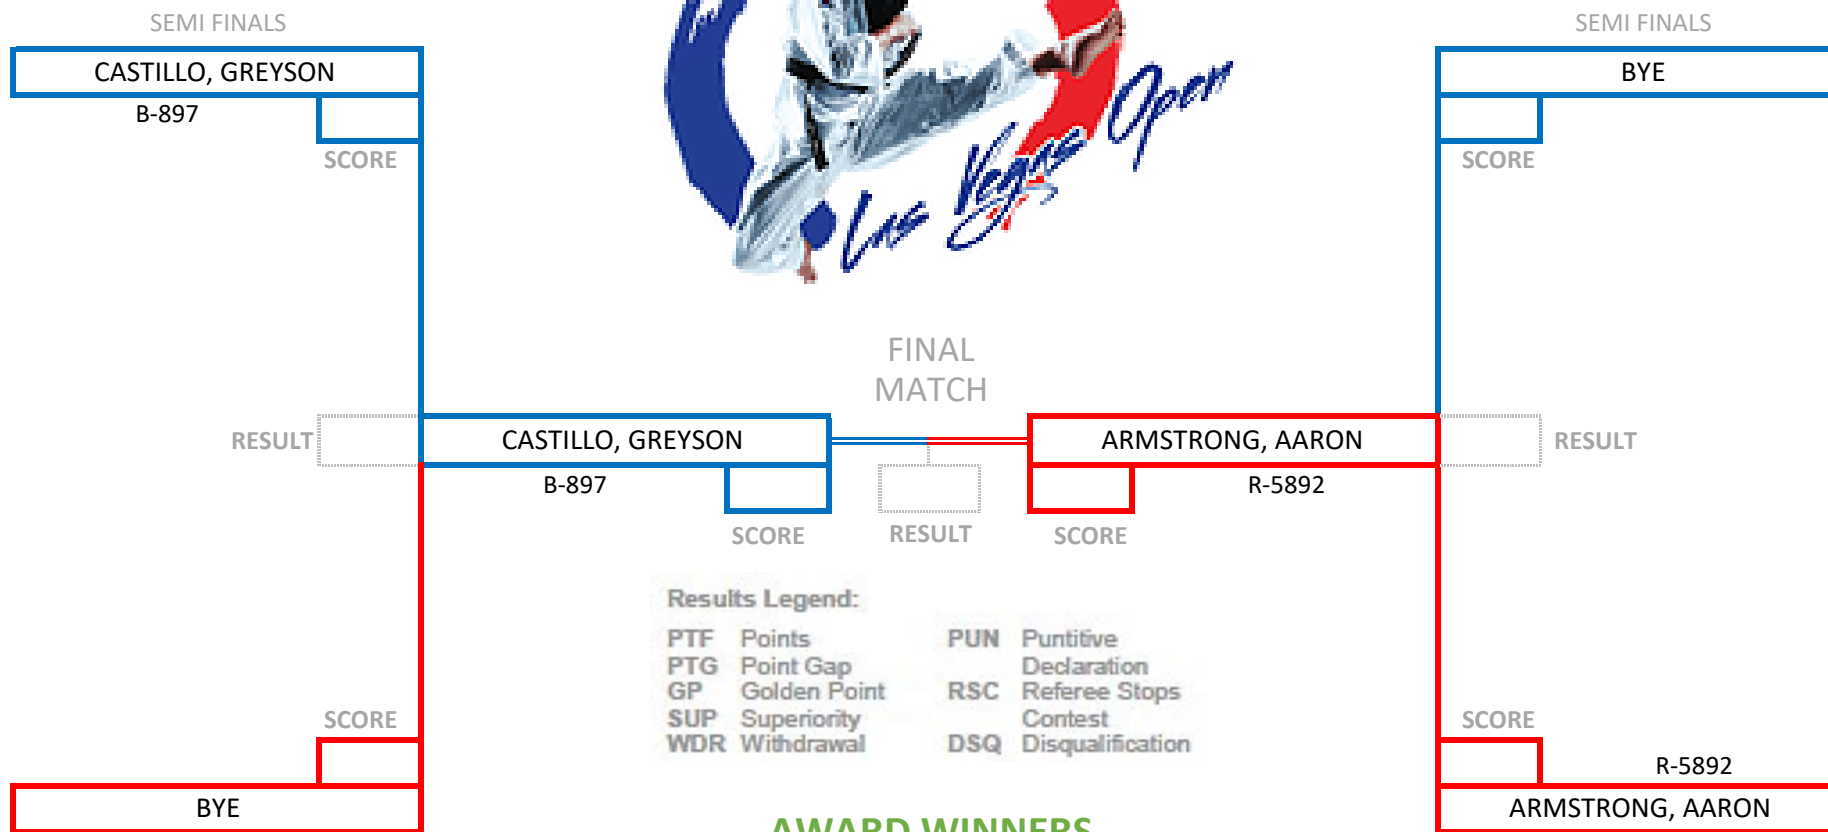 SEMI FINALS
SEMI FINALS
CASTILLO, GREYSON
BYE
B-897
SCORE
SCORE
Las Vegas Open
FINAL
MATCH
RESULT
CASTILLO, GREYSON
ARMSTRONG, AARON
RESULT
B-897
R-5892
SCORE
RESULT
SCORE
Results Legend:
PTF Points
PTG Point Gap
GP Golden Point
SUP Superiority
WDR Withdrawal
PUN Puntitive
Declaration
RSC Referee Stops
Contest
DSQ Disqualification
SCORE
SCORE
R-5892
BYE
ARMSTRONG, AARON
AWARD WINNERS